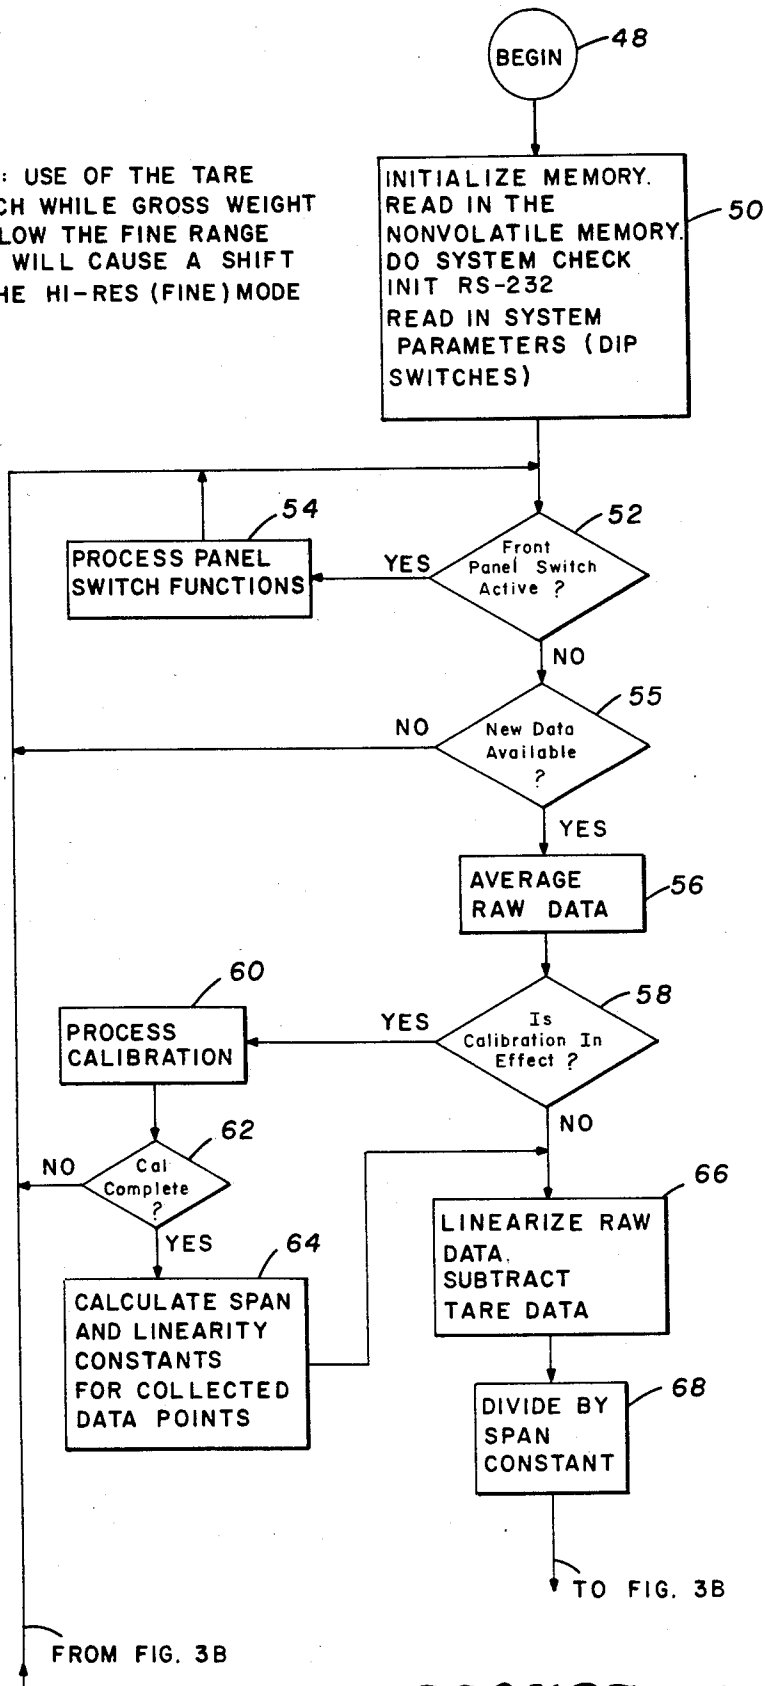 BEGIN
48
: USE OF THE TARE
CH WHILE GROSS WEIGHT
LOW THE FINE RANGE
WILL CAUSE A SHIFT
HE HI-RES (FINE) MODE
INITIALIZE MEMORY.
READ IN THE
NONVOLATILE MEMORY.
DO SYSTEM CHECK
INIT RS-232
READ IN SYSTEM
PARAMETERS (DIP
SWITCHES)
50
54
PROCESS PANEL
SWITCH FUNCTIONS
YES
52
Front
Panel Switch
Active ?
NO
55
NO
New Data
Available
?
YES
AVERAGE
RAW DATA
56
58
Is
Calibration In
Effect ?
YES
NO
60
PROCESS
CALIBRATION
62
Cal
Complete
?
NO
YES
64
CALCULATE SPAN
AND LINEARITY
CONSTANTS
FOR COLLECTED
DATA POINTS
66
LINEARIZE RAW
DATA.
SUBTRACT
TARE DATA
68
DIVIDE BY
SPAN
CONSTANT
TO FIG. 3B
FROM FIG. 3B